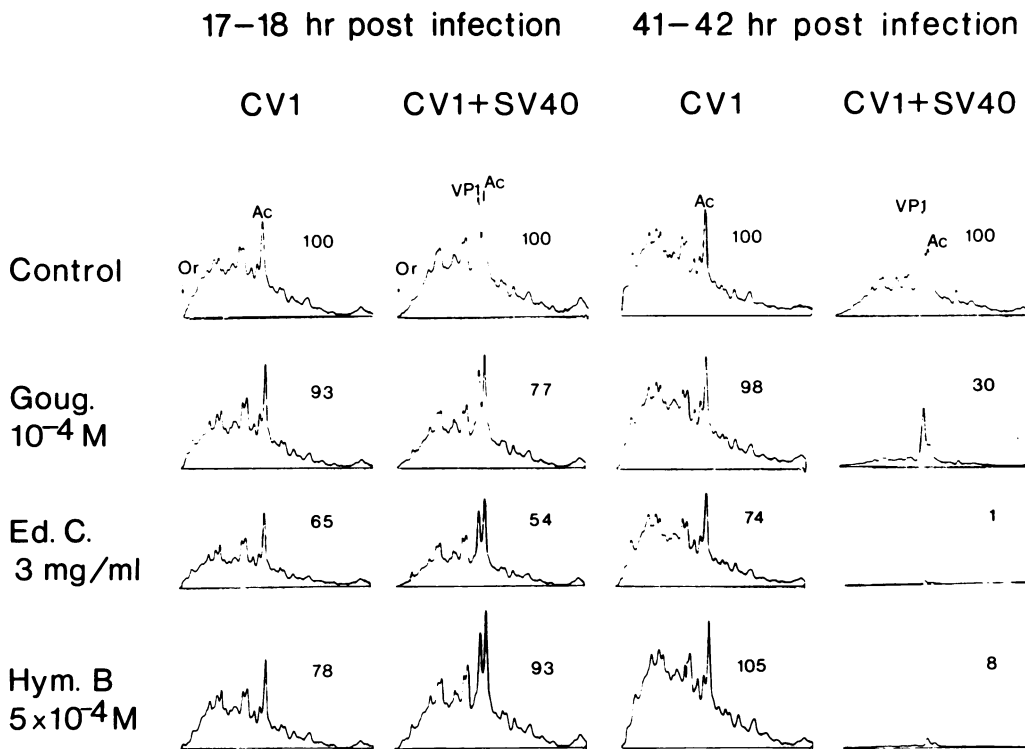 17–18 hr post infection 41–42 hr post infection
CV1 CV1+SV40 CV1 CV1+SV40
Control Or Ac 100 Or VP1 Ac 100 Ac 100 VP1 Ac 100
Goug. 10⁻⁴ M 93 77 98 30
Ed. C. 3 mg/ml 65 54 74 1
Hym. B 5×10⁻⁴ M 78 93 105 8